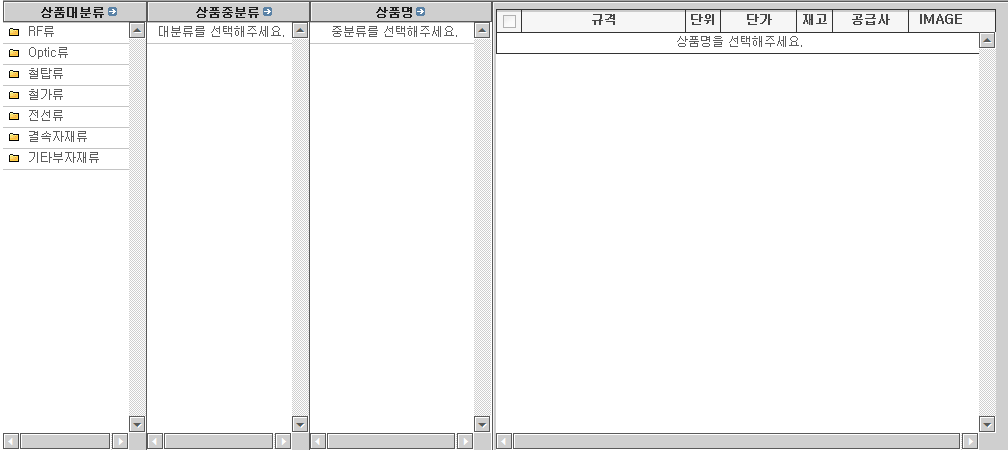 상품대분류
RF류
Optic류
철탑류
철가류
전선류
결속자재류
기타부자재류
상품중분류
대분류를 선택해주세요.
상품명
중분류를 선택해주세요.
규격 단위 단가 재고 공급사 IMAGE
상품명을 선택해주세요.